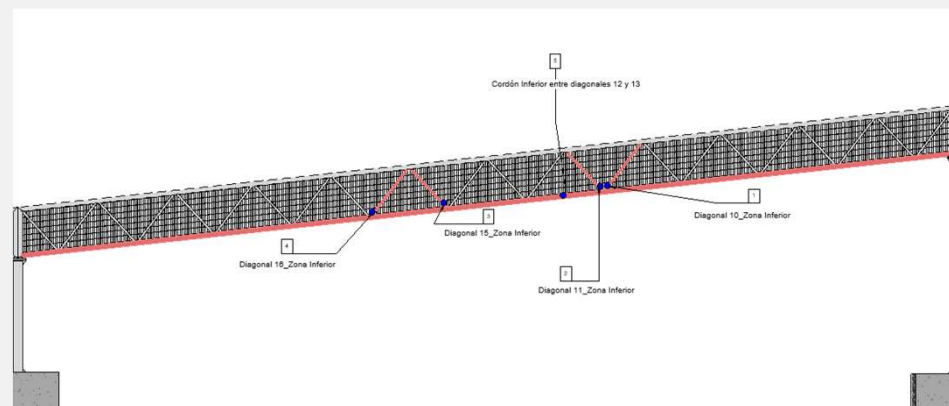 5
Cordón Inferior entre diagonales 12 y 13
1
Diagonal 10_Zona Inferior
3
Diagonal 15_Zona Inferior
4
Diagonal 16_Zona Inferior
2
Diagonal 11_Zona Inferior